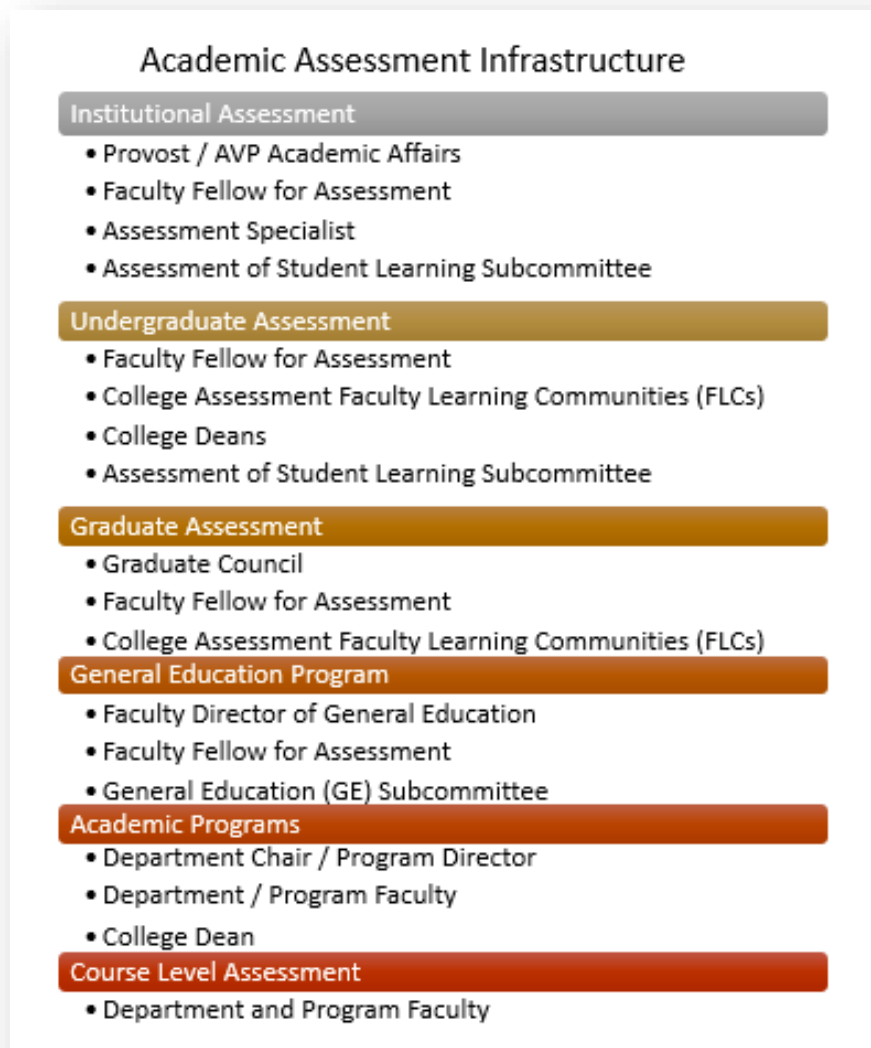 Academic Assessment Infrastructure
Institutional Assessment
• Provost / AVP Academic Affairs
• Faculty Fellow for Assessment
• Assessment Specialist
• Assessment of Student Learning Subcommittee
Undergraduate Assessment
• Faculty Fellow for Assessment
• College Assessment Faculty Learning Communities (FLCs)
• College Deans
• Assessment of Student Learning Subcommittee
Graduate Assessment
• Graduate Council
• Faculty Fellow for Assessment
• College Assessment Faculty Learning Communities (FLCs)
General Education Program
• Faculty Director of General Education
• Faculty Fellow for Assessment
• General Education (GE) Subcommittee
Academic Programs
• Department Chair / Program Director
• Department / Program Faculty
• College Dean
Course Level Assessment
• Department and Program Faculty